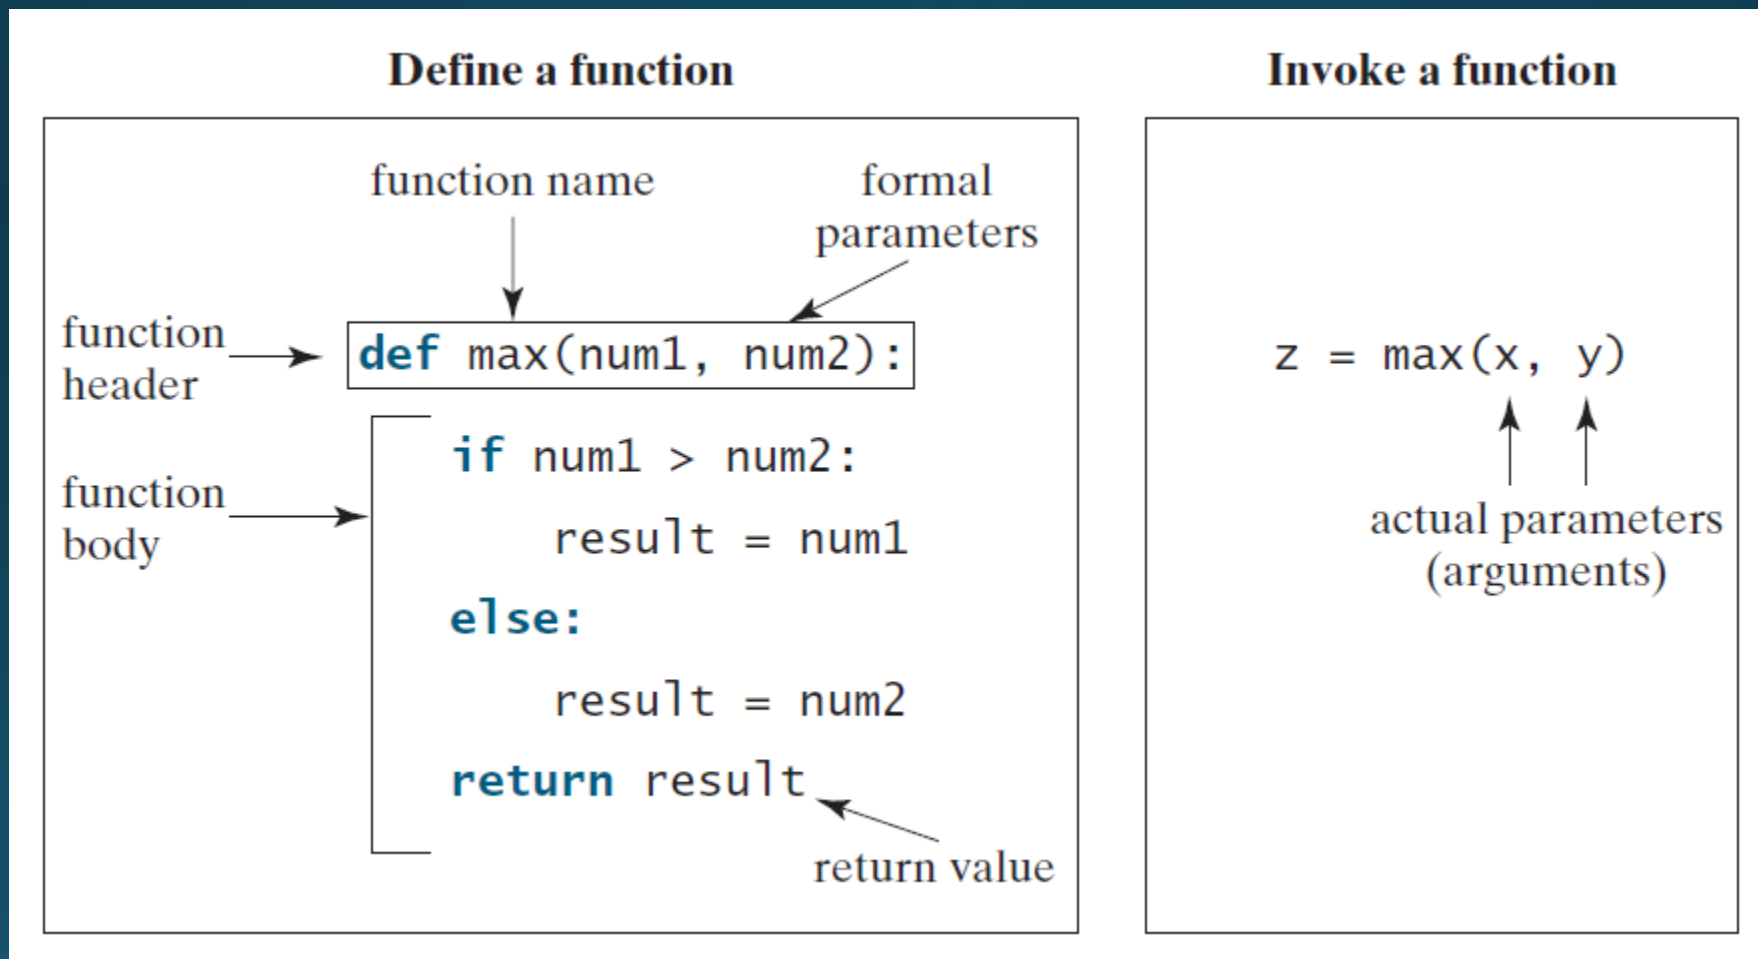 Define a function
function name
formal
parameters
function
header
def max(num1, num2):
function
body
if num1 > num2:
result = num1
else:
result = num2
return result
return value
Invoke a function
z = max(x, y)
actual parameters
(arguments)